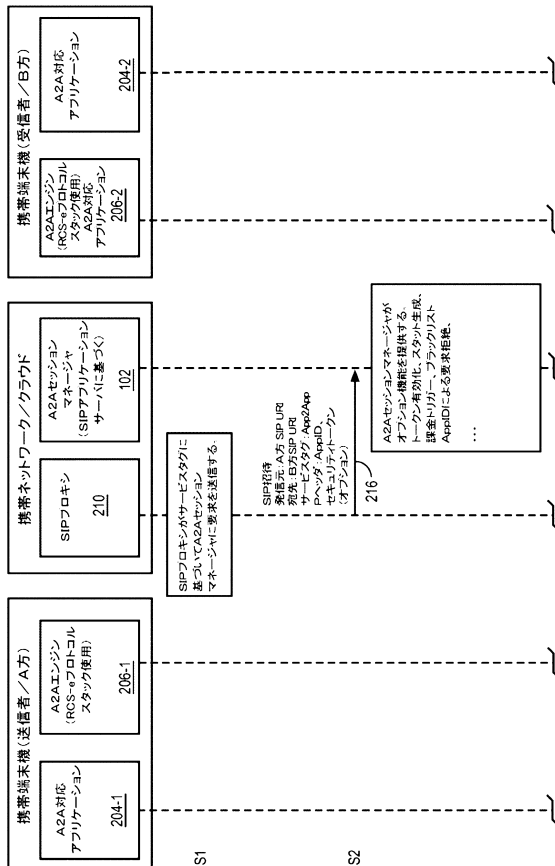 携帯端末機(送信者/A方)
A2A対応
アプリケーション
204-1
A2Aエンジン
(RCS-eプロトコル
スタック使用)
206-1
携帯ネットワーク/クラウド
SIPプロキシ
210
A2Aセッション
マネージャ
(SIPアプリケーション
サーバに基づく)
102
携帯端末機(受信者/B方)
A2Aエンジン
(RCS-eプロトコル
スタック使用)
A2A対応
アプリケーション
206-2
A2A対応
アプリケーション
204-2
S1
SIPプロキシがサービスタグに
基づいてA2Aセッション
マネージャに要求を送信する。
S2
SIP招待
発信元:A方 SIP URI
宛先:B方SIP URI
サービスタグ:App2App
Pヘッダ:AppID、
セキュリティトークン
(オプション)
216
A2Aセッションマネージャが
オプション機能を提供する。
トークン有効化、スタット生成、
課金トリガー、ブラックリスト
AppIDによる要求拒絶、
…